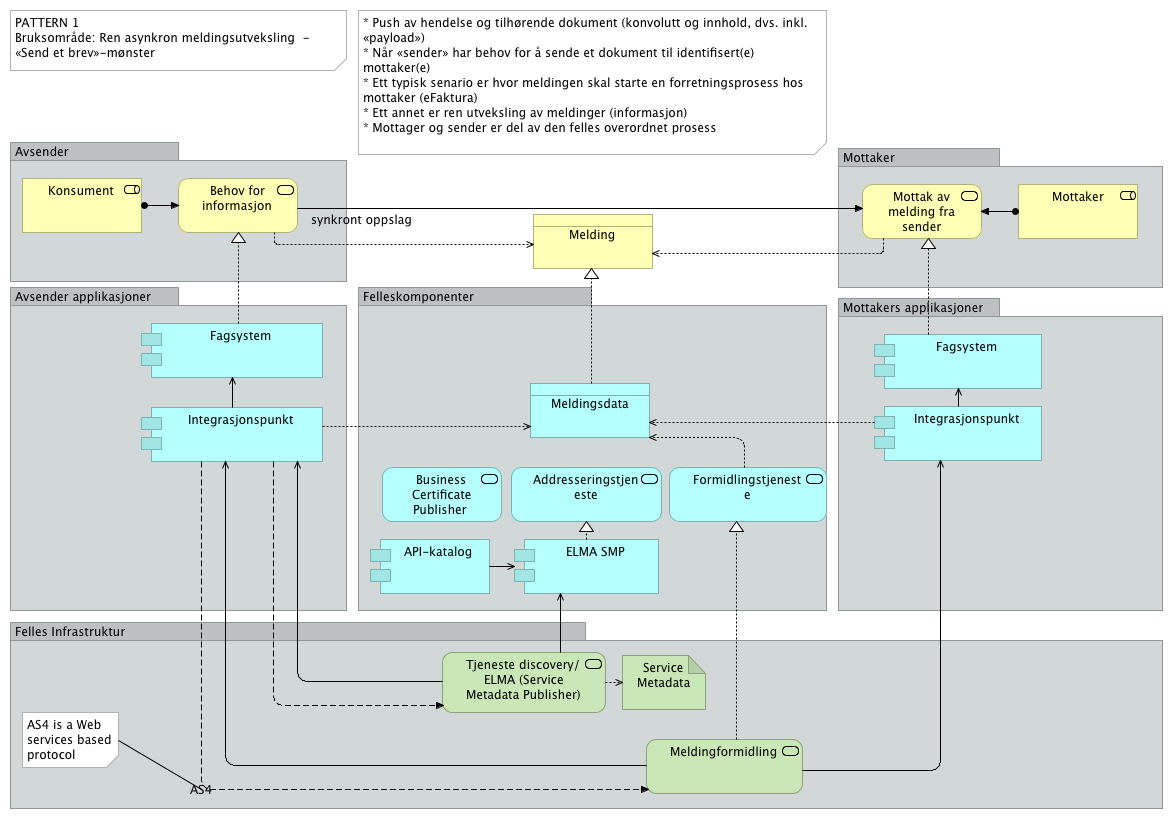 PATTERN 1
Bruksområde: Ren asynkron meldingsutveksling  –
«Send et brev»-mønster
* Push av hendelse og tilhørende dokument (konvolutt og innhold, dvs. inkl.
«payload»)
* Når «sender» har behov for å sende et dokument til identifisert(e)
mottaker(e)
* Ett typisk senario er hvor meldingen skal starte en forretningsprosess hos
mottaker (eFaktura)
* Ett annet er ren utveksling av meldinger (informasjon)
* Mottager og sender er del av den felles overordnet prosess
Avsender
Konsument
Behov for
informasjon
synkront oppslag
Melding
Mottaker
Mottak av
melding fra
sender
Mottaker
Avsender applikasjoner
Fagsystem
Integrasjonspunkt
Felleskomponenter
Meldingsdata
Business
Certificate
Publisher
Addresseringstjen
este
Formidlingstjenest
e
API-katalog
ELMA SMP
Mottakers applikasjoner
Fagsystem
Integrasjonspunkt
Felles Infrastruktur
Tjeneste discovery/
ELMA (Service
Metadata Publisher)
Service
Metadata
AS4 is a Web
services based
protocol
AS4
Meldingformidling